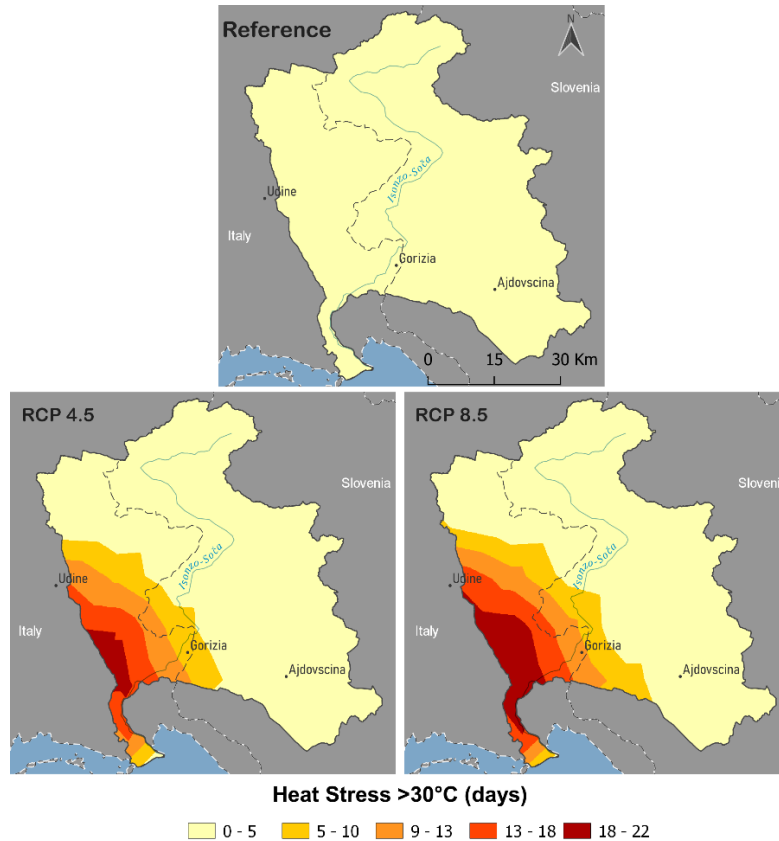 Reference
N
Slovenia
Udine
Isonzo-Soča
Italy
Gorizia
Ajdovscina
0 15 30 Km
RCP 4.5
Slovenia
Isonzo-Soča
Udine
Italy
Gorizia
Ajdovscina
RCP 8.5
Sloveni
Isonzo-Soča
Udine
Italy
Gorizia
Ajdovscina
Heat Stress >30°C (days)
0 - 5 5 - 10 9 - 13 13 - 18 18 - 22